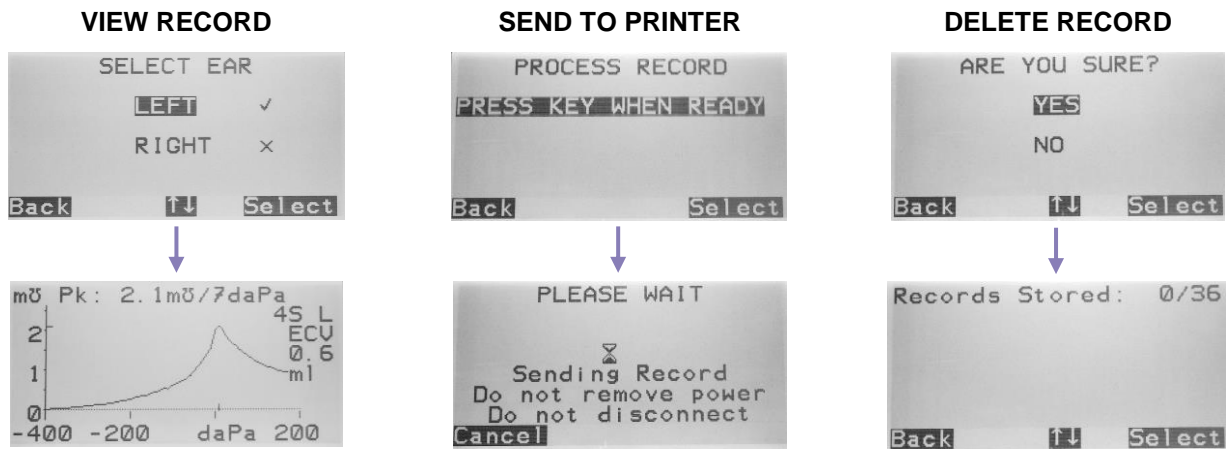 VIEW RECORD
SELECT EAR
LEFT ✓
RIGHT ×
Back ↑↓ Select
m℧ Pk: 2.1m℧/7daPa
4S L
2 ECV
0.6
1 ml
0
-400 -200 daPa 200
SEND TO PRINTER
PROCESS RECORD
PRESS KEY WHEN READY
Back Select
PLEASE WAIT
Sending Record
Do not remove power
Do not disconnect
Cancel
DELETE RECORD
ARE YOU SURE?
YES
NO
Back ↑↓ Select
Records Stored: 0/36
Back ↑↓ Select